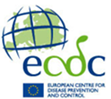 ecdc
EUROPEAN CENTRE FOR
DISEASE PREVENTION
AND CONTROL